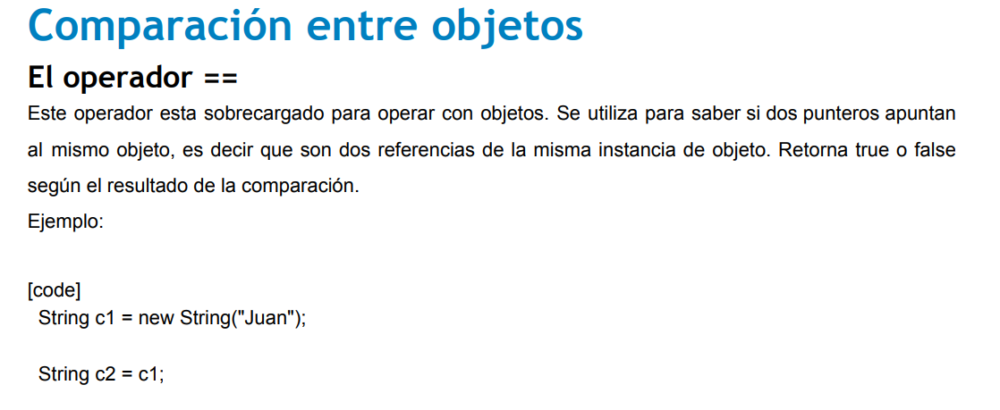 Comparación entre objetos
El operador ==
Este operador esta sobrecargado para operar con objetos. Se utiliza para saber si dos punteros apuntan
al mismo objeto, es decir que son dos referencias de la misma instancia de objeto. Retorna true o false
según el resultado de la comparación.
Ejemplo:
[code]
String c1 = new String("Juan");
String c2 = c1;